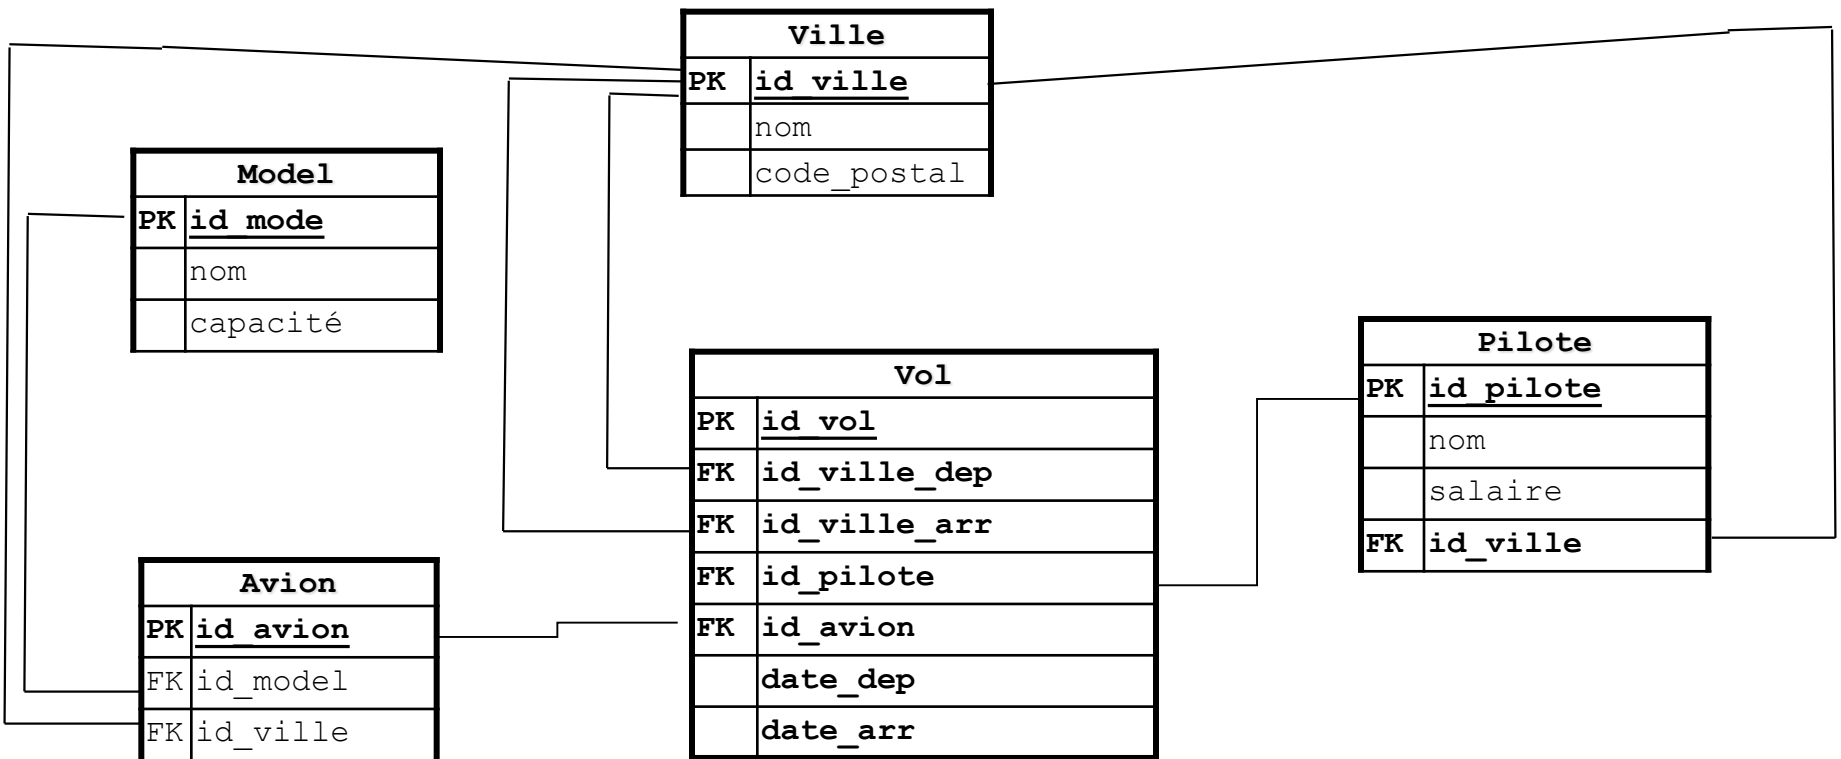 Ville
PK id_ville
nom
code_postal
Model
PK id_mode
nom
capacité
Vol
PK id_vol
FK id_ville_dep
FK id_ville_arr
FK id_pilote
FK id_avion
date_dep
date_arr
Pilote
PK id_pilote
nom
salaire
FK id_ville
Avion
PK id_avion
FK id_model
FK id_ville